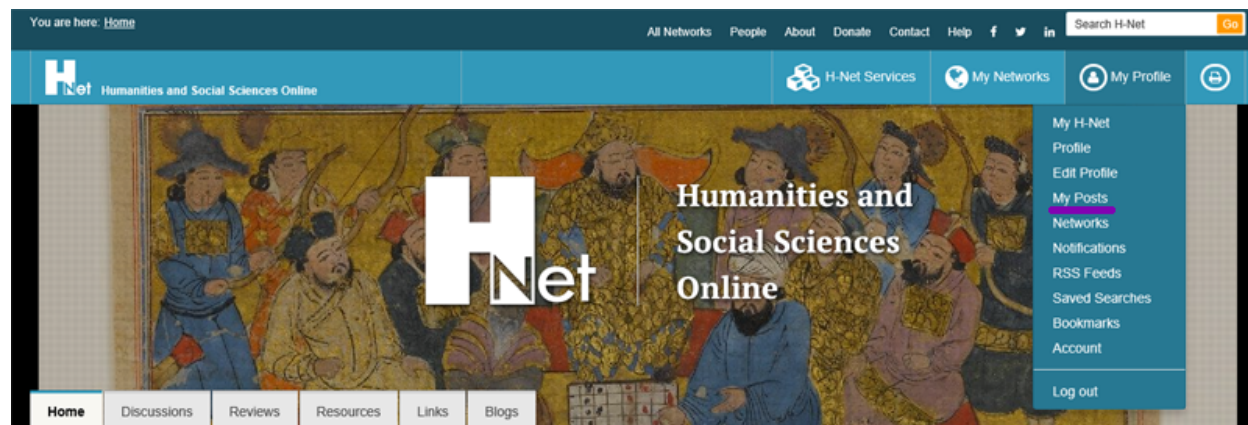 You are here: Home
All Networks People About Donate Contact Help f in Search H-Net Go
H-Net Humanities and Social Sciences Online
H-Net Services My Networks My Profile
My H-Net
Profile
Edit Profile
My Posts
Networks
Notifications
RSS Feeds
Saved Searches
Bookmarks
Account
Log out
H-Net
Humanities and
Social Sciences
Online
Home Discussions Reviews Resources Links Blogs